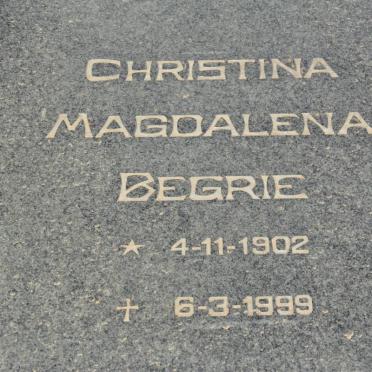 CHRISTINA
MAGDALENA
BEGRIE
★ 4-11-1902
✝ 6-3-1999